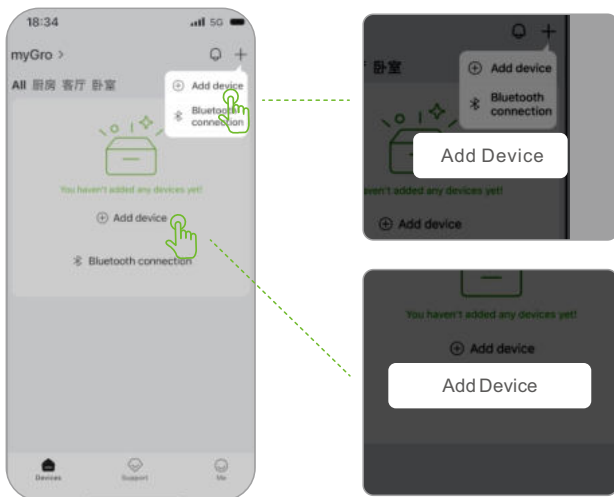 18:34
5G
myGro >
All 厨房 客厅 卧室
Add device
Bluetooth
connection
You haven't added any devices yet!
Add device
Bluetooth connection
Devices
Support
Me
卧室
Add device
Bluetooth
connection
Add Device
haven't added any devices yet!
Add device
You haven't added any devices yet!
Add device
Add Device